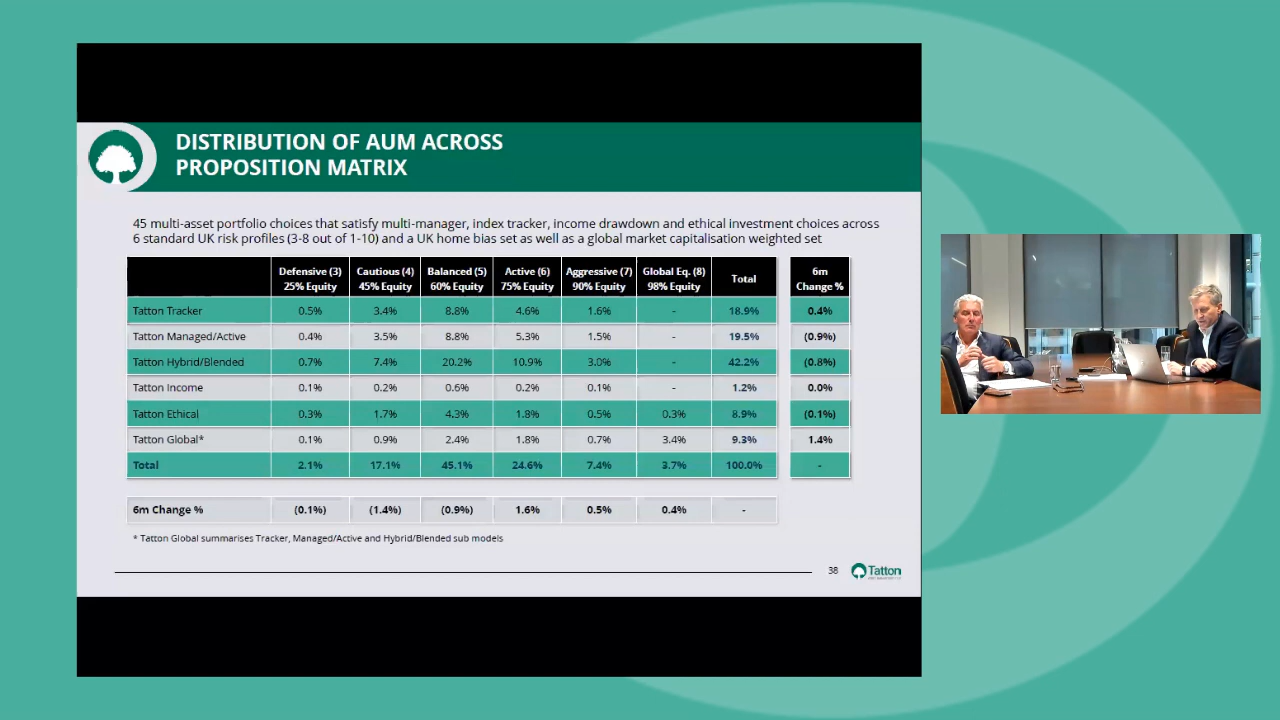 DISTRIBUTION OF AUM ACROSS
PROPOSITION MATRIX
45 multi-asset portfolio choices that satisfy multi-manager, index tracker, income drawdown and ethical investment choices across
6 standard UK risk profiles (3-8 out of 1-10) and a UK home bias set as well as a global market capitalisation weighted set
Defensive (3) Cautious (4) Balanced (5) Active (6) Aggressive (7) Global Eq. (8) Total 6m
25% Equity 45% Equity 60% Equity 75% Equity 90% Equity 98% Equity Change %
Tatton Tracker 0.5% 3.4% 8.8% 4.6% 1.6% - 18.9% 0.4%
Tatton Managed/Active 0.4% 3.5% 8.8% 5.3% 1.5% - 19.5% (0.9%)
Tatton Hybrid/Blended 0.7% 7.4% 20.2% 10.9% 3.0% - 42.2% (0.8%)
Tatton Income 0.1% 0.2% 0.6% 0.2% 0.1% - 1.2% 0.0%
Tatton Ethical 0.3% 1.7% 4.3% 1.8% 0.5% 0.3% 8.9% (0.1%)
Tatton Global* 0.1% 0.9% 2.4% 1.8% 0.7% 3.4% 9.3% 1.4%
Total 2.1% 17.1% 45.1% 24.6% 7.4% 3.7% 100.0% -
6m Change % (0.1%) (1.4%) (0.9%) 1.6% 0.5% 0.4% -
* Tatton Global summarises Tracker, Managed/Active and Hybrid/Blended sub models
38 Tatton